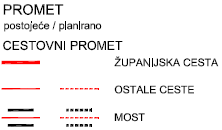 PROMET
postojeće / planirano
CESTOVNI PROMET
ŽUPANIJSKA CESTA
OSTALE CESTE
MOST